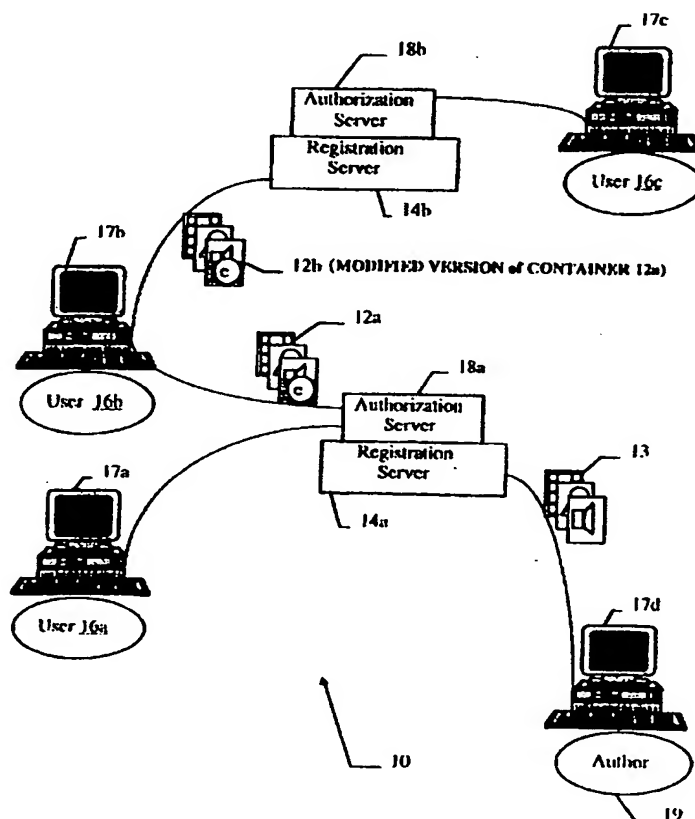 17c
18b
Authorization
Server
Registration
Server
User 16c
14b
17b
12b (MODIFIED VERSION of CONTAINER 12a)
e
12a
18a
e
User 16b
Authorization
Server
Registration
Server
13
17a
14a
17d
User 16a
10
Author
19